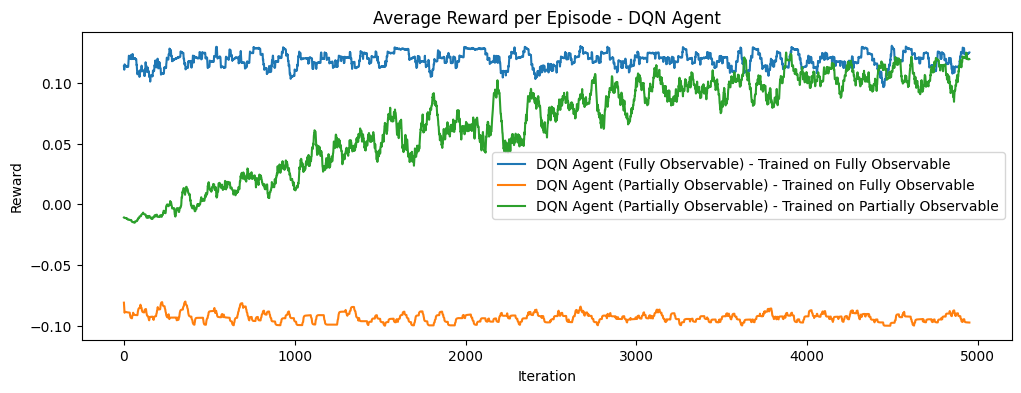 Average Reward per Episode - DQN Agent
Reward
0.10
0.05
0.00
−0.05
−0.10
DQN Agent (Fully Observable) - Trained on Fully Observable
DQN Agent (Partially Observable) - Trained on Fully Observable
DQN Agent (Partially Observable) - Trained on Partially Observable
0 1000 2000 3000 4000 5000
Iteration